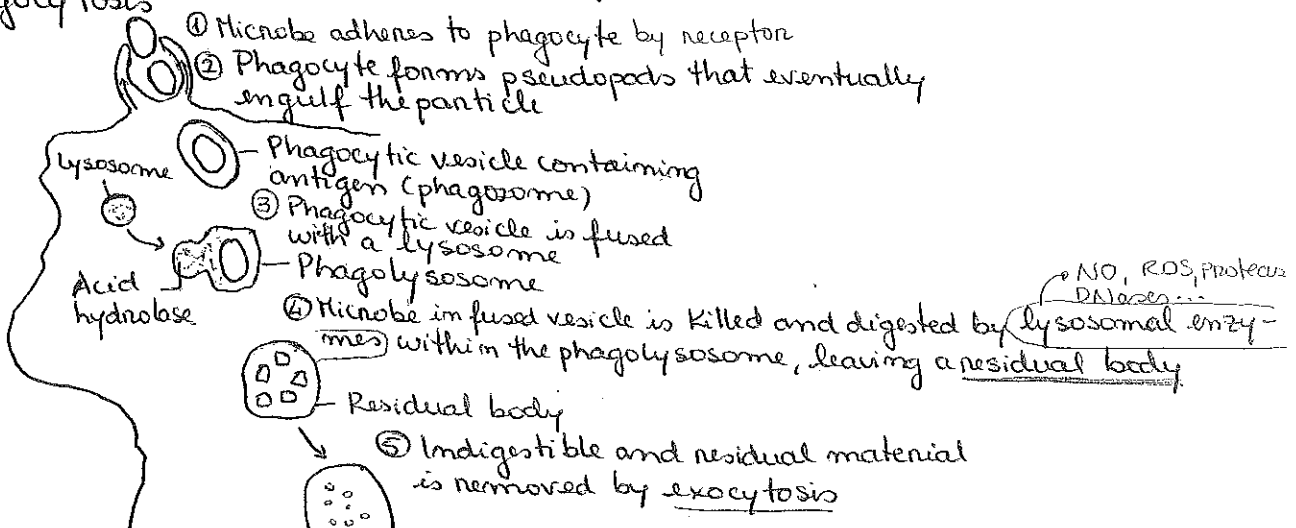 ① Microbe adheres to phagocyte by receptor
② Phagocyte forms pseudopods that eventually
engulf the particle
Lysosome
Phagocytic vesicle containing
antigen (phagosome)
③ Phagocytic vesicle is fused
with a lysosome
Phagolysosome
Acid
hydrolase
NO, ROS, Proteases
DNases...
④ Microbe in fused vesicle is killed and digested by lysosomal enzy-
mes within the phagolysosome, leaving a residual body
Residual body
⑤ Indigestible and residual material
is removed by exocytosis